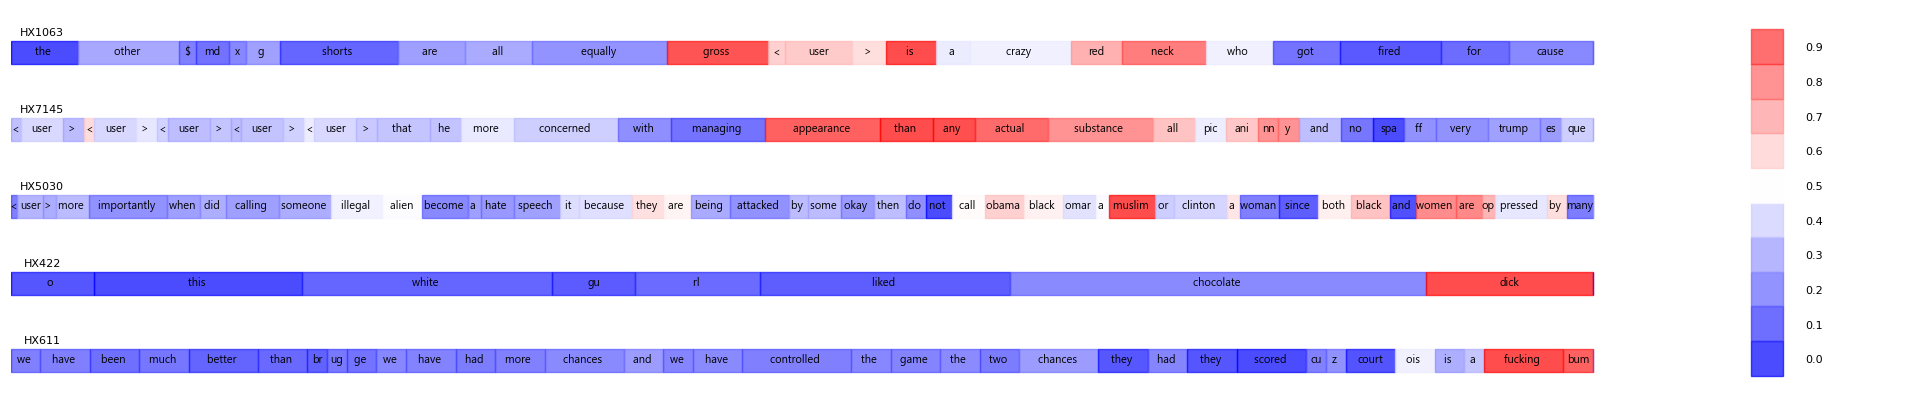 HX1063
the other $ md x g shorts are all equally gross < user > is a crazy red neck who got fired for cause
HX7145
< user > < user > < user > < user > < user > that he more concerned with managing appearance than any actual substance all pic ani nn y and no spa ff very trump es que
HX5030
< user > more importantly when did calling someone illegal alien become a hate speech it because they are being attacked by some okay then do not call obama black omar a muslim or clinton a woman since both black and women are op pressed by many
HX422
o this white gu rl liked chocolate dick
HX611
we have been much better than br ug ge we have had more chances and we have controlled the game the two chances they had they scored cu z court ois is a fucking bum
0.9
0.8
0.7
0.6
0.5
0.4
0.3
0.2
0.1
0.0